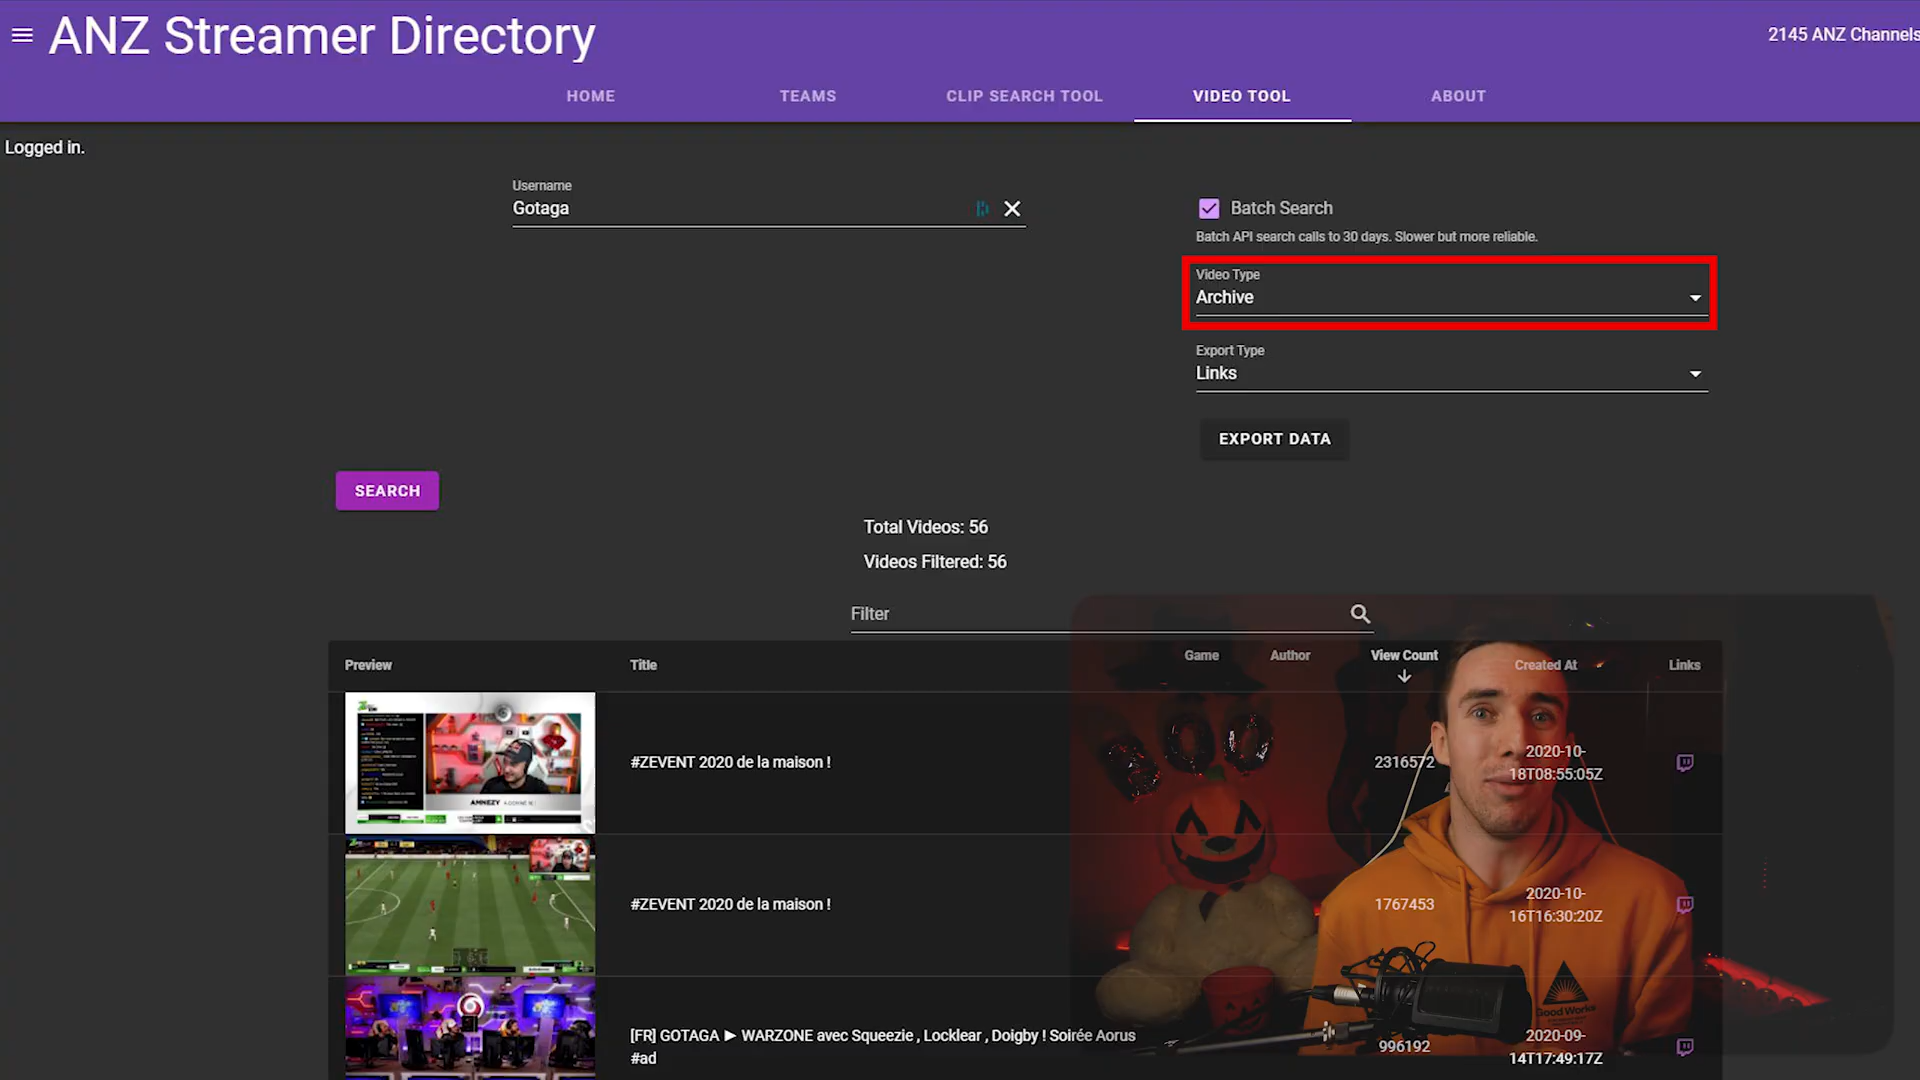 ANZ Streamer Directory
2145 ANZ Channels
HOME
TEAMS
CLIP SEARCH TOOL
VIDEO TOOL
ABOUT
Logged in.
Username
Gotaga
Batch Search
Batch API search calls to 30 days. Slower but more reliable.
Video Type
Archive
Export Type
Links
EXPORT DATA
SEARCH
Total Videos: 56
Videos Filtered: 56
Filter
Preview
Title
Game
Author
View Count
Created At
Links
AMNEZY
#ZEVENT 2020 de la maison !
2316572
2020-10-
18T08:55:05Z
#ZEVENT 2020 de la maison !
1767453
2020-10-
16T16:30:20Z
Good Works
[FR] GOTAGA ► WARZONE avec Squeezie , Locklear , Doigby ! Soirée Aorus
#ad
996192
2020-09-
14T17:49:17Z